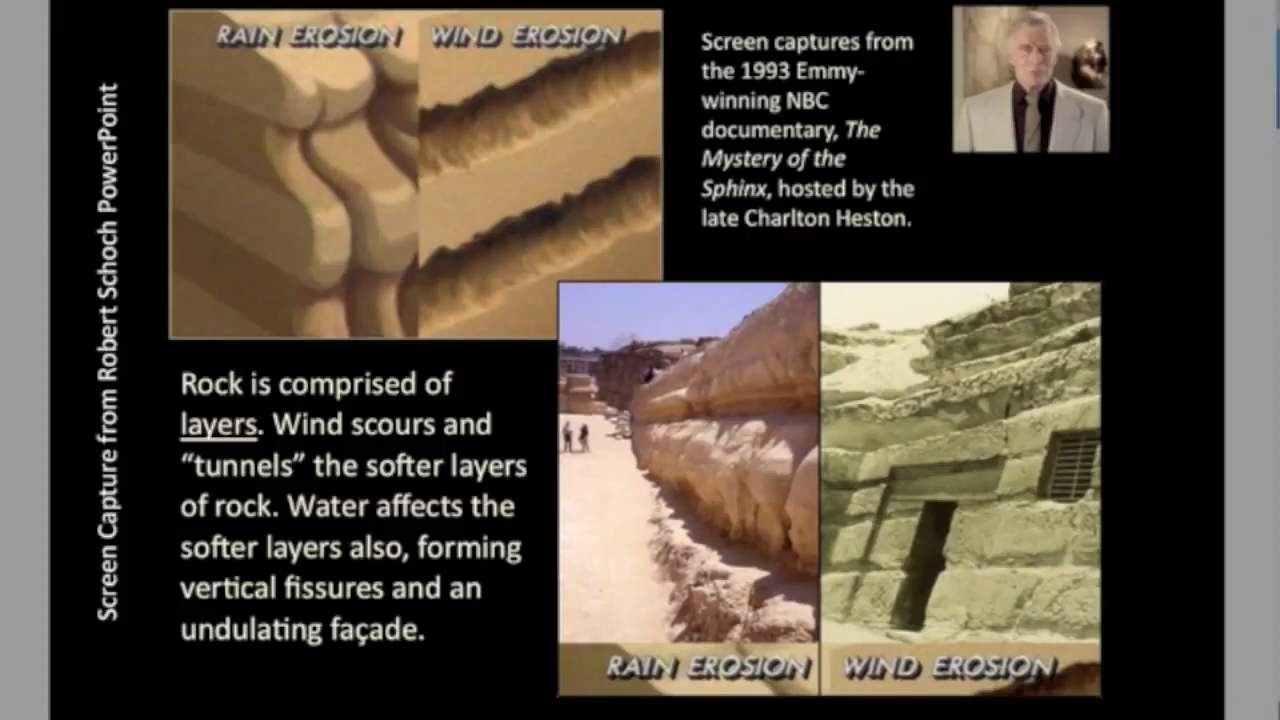 RAIN EROSION
WIND EROSION
Screen captures from
the 1993 Emmy-
winning NBC
documentary, The
Mystery of the
Sphinx, hosted by the
late Charlton Heston.
Screen Capture from Robert Schoch PowerPoint
Rock is comprised of
layers. Wind scours and
“tunnels” the softer layers
of rock. Water affects the
softer layers also, forming
vertical fissures and an
undulating façade.
RAIN EROSION
WIND EROSION